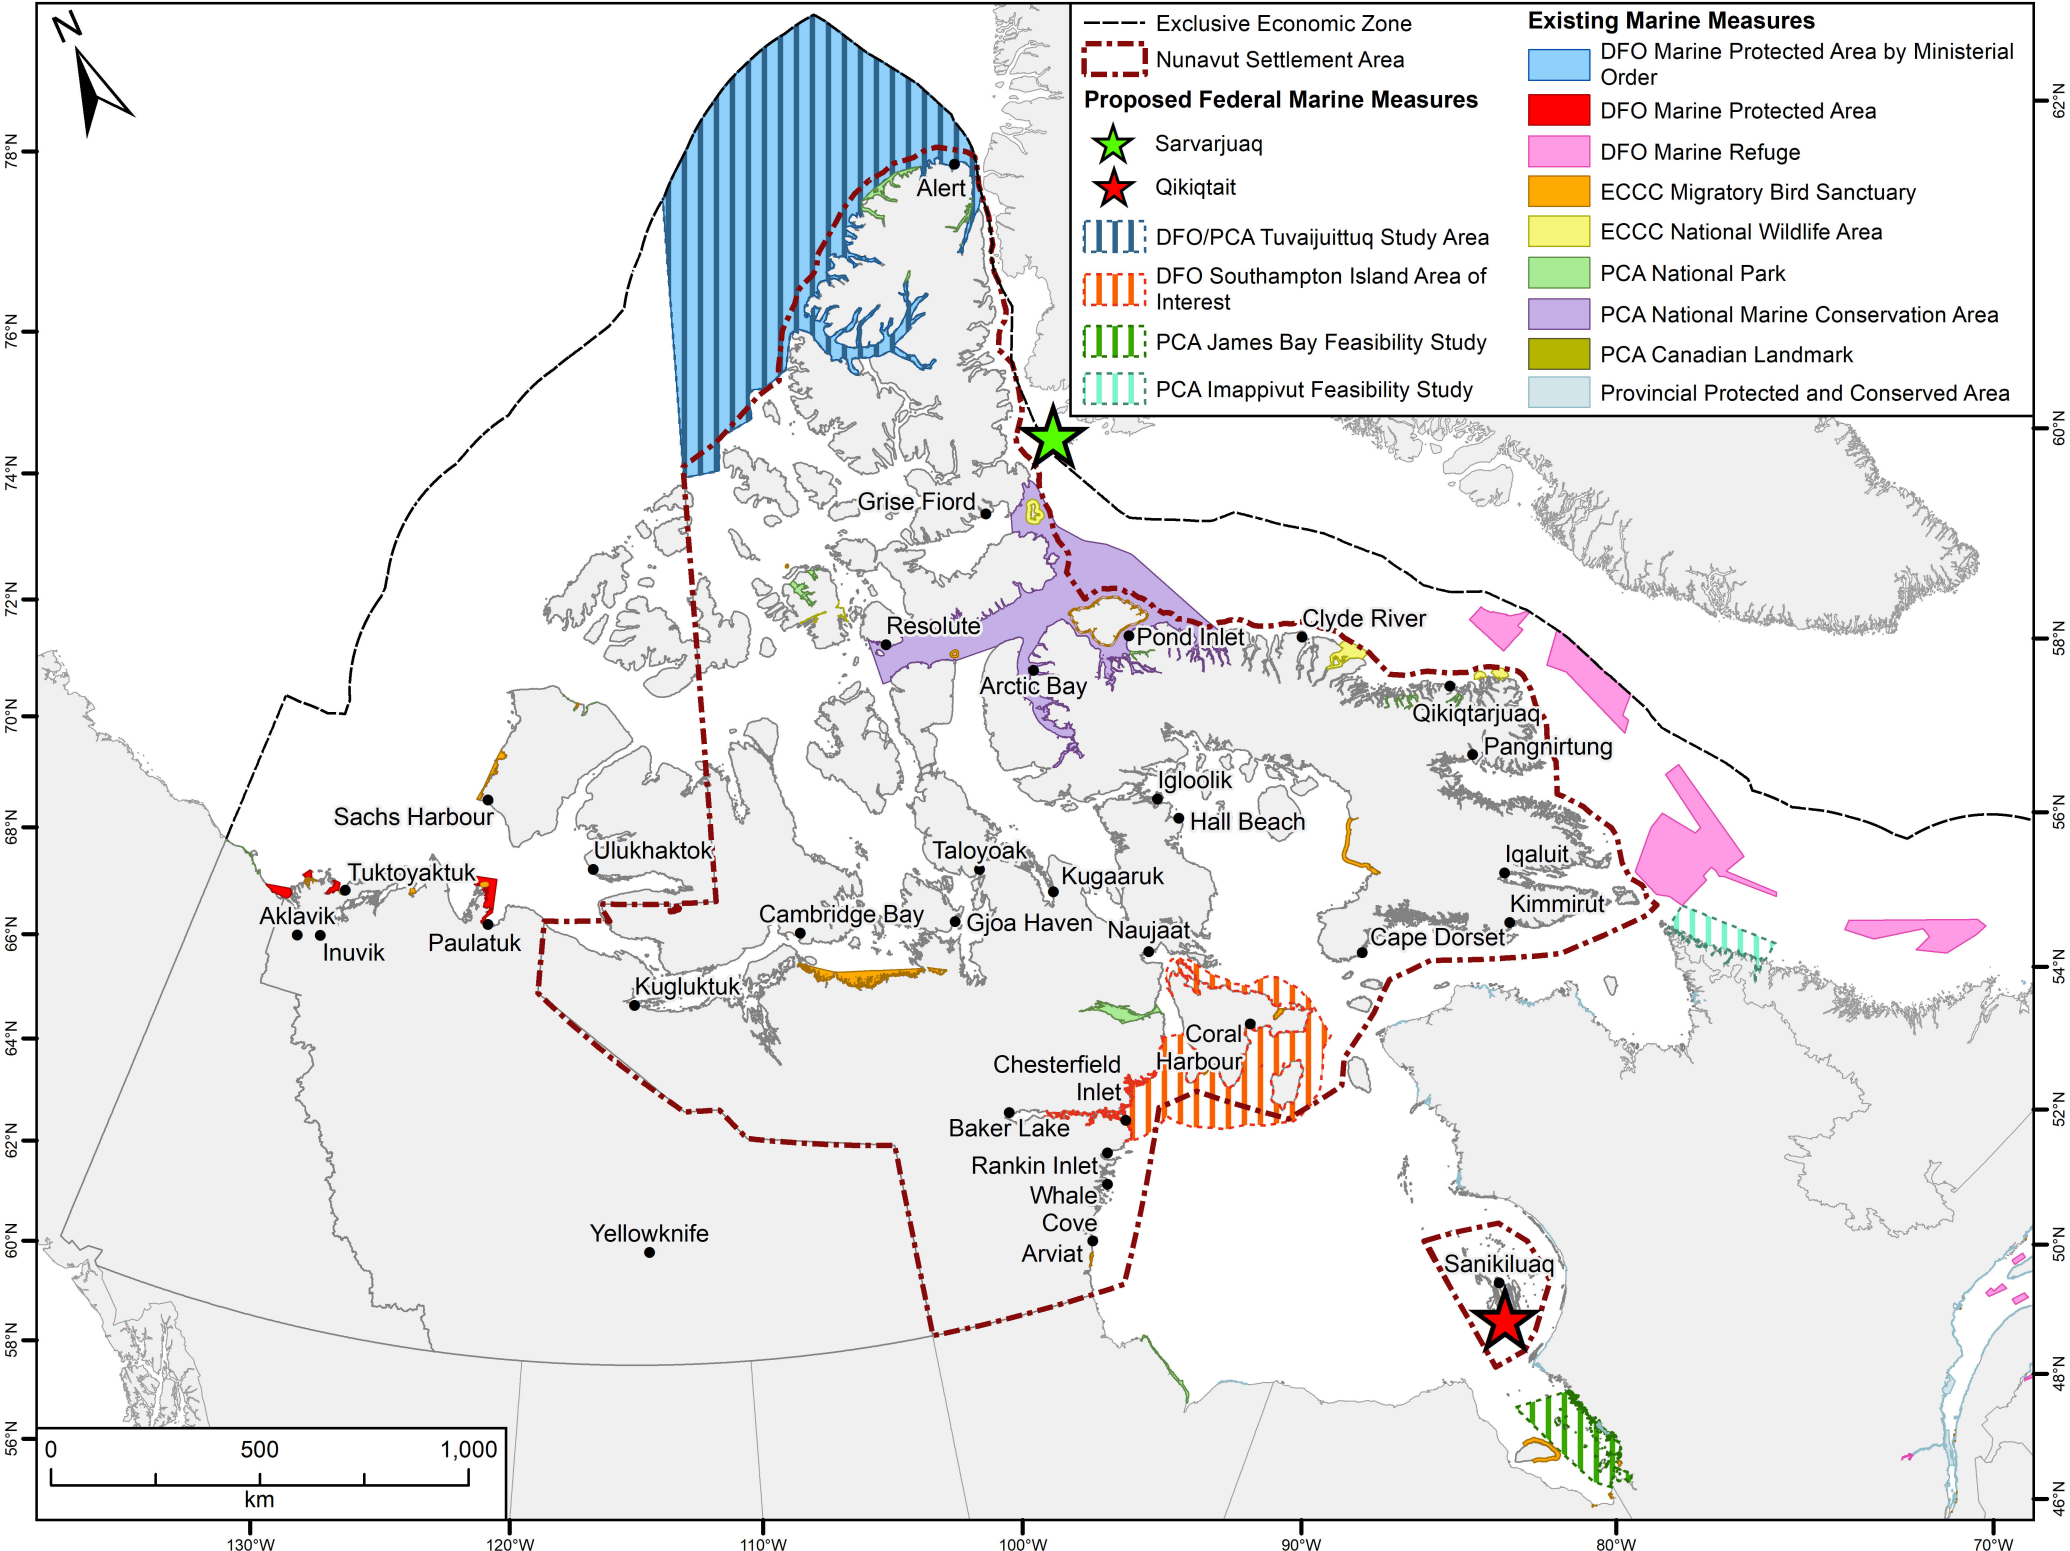 N
Exclusive Economic Zone
Nunavut Settlement Area
Proposed Federal Marine Measures
Sarvarjuaq
Qikiqtait
DFO/PCA Tuvaijuittuq Study Area
DFO Southampton Island Area of
Interest
PCA James Bay Feasibility Study
PCA Imappivut Feasibility Study
Existing Marine Measures
DFO Marine Protected Area by Ministerial
Order
DFO Marine Protected Area
DFO Marine Refuge
ECCC Migratory Bird Sanctuary
ECCC National Wildlife Area
PCA National Park
PCA National Marine Conservation Area
PCA Canadian Landmark
Provincial Protected and Conserved Area
Alert
Grise Fiord
Resolute
Pond Inlet
Clyde River
Arctic Bay
Qikiqtarjuaq
Pangnirtung
Igloolik
Hall Beach
Sachs Harbour
Ulukhaktok
Taloyoak
Kugaaruk
Iqaluit
Tuktoyaktuk
Kimmirut
Aklavik
Inuvik
Paulatuk
Cambridge Bay
Gjoa Haven
Naujaat
Cape Dorset
Kugluktuk
Coral
Harbour
Chesterfield
Inlet
Baker Lake
Rankin Inlet
Whale
Cove
Arviat
Yellowknife
Sanikiluaq
78°N
76°N
74°N
72°N
70°N
68°N
66°N
64°N
62°N
60°N
58°N
56°N
62°N
60°N
58°N
56°N
54°N
52°N
50°N
48°N
46°N
0 500 1,000
km
130°W 120°W 110°W 100°W 90°W 80°W 70°W